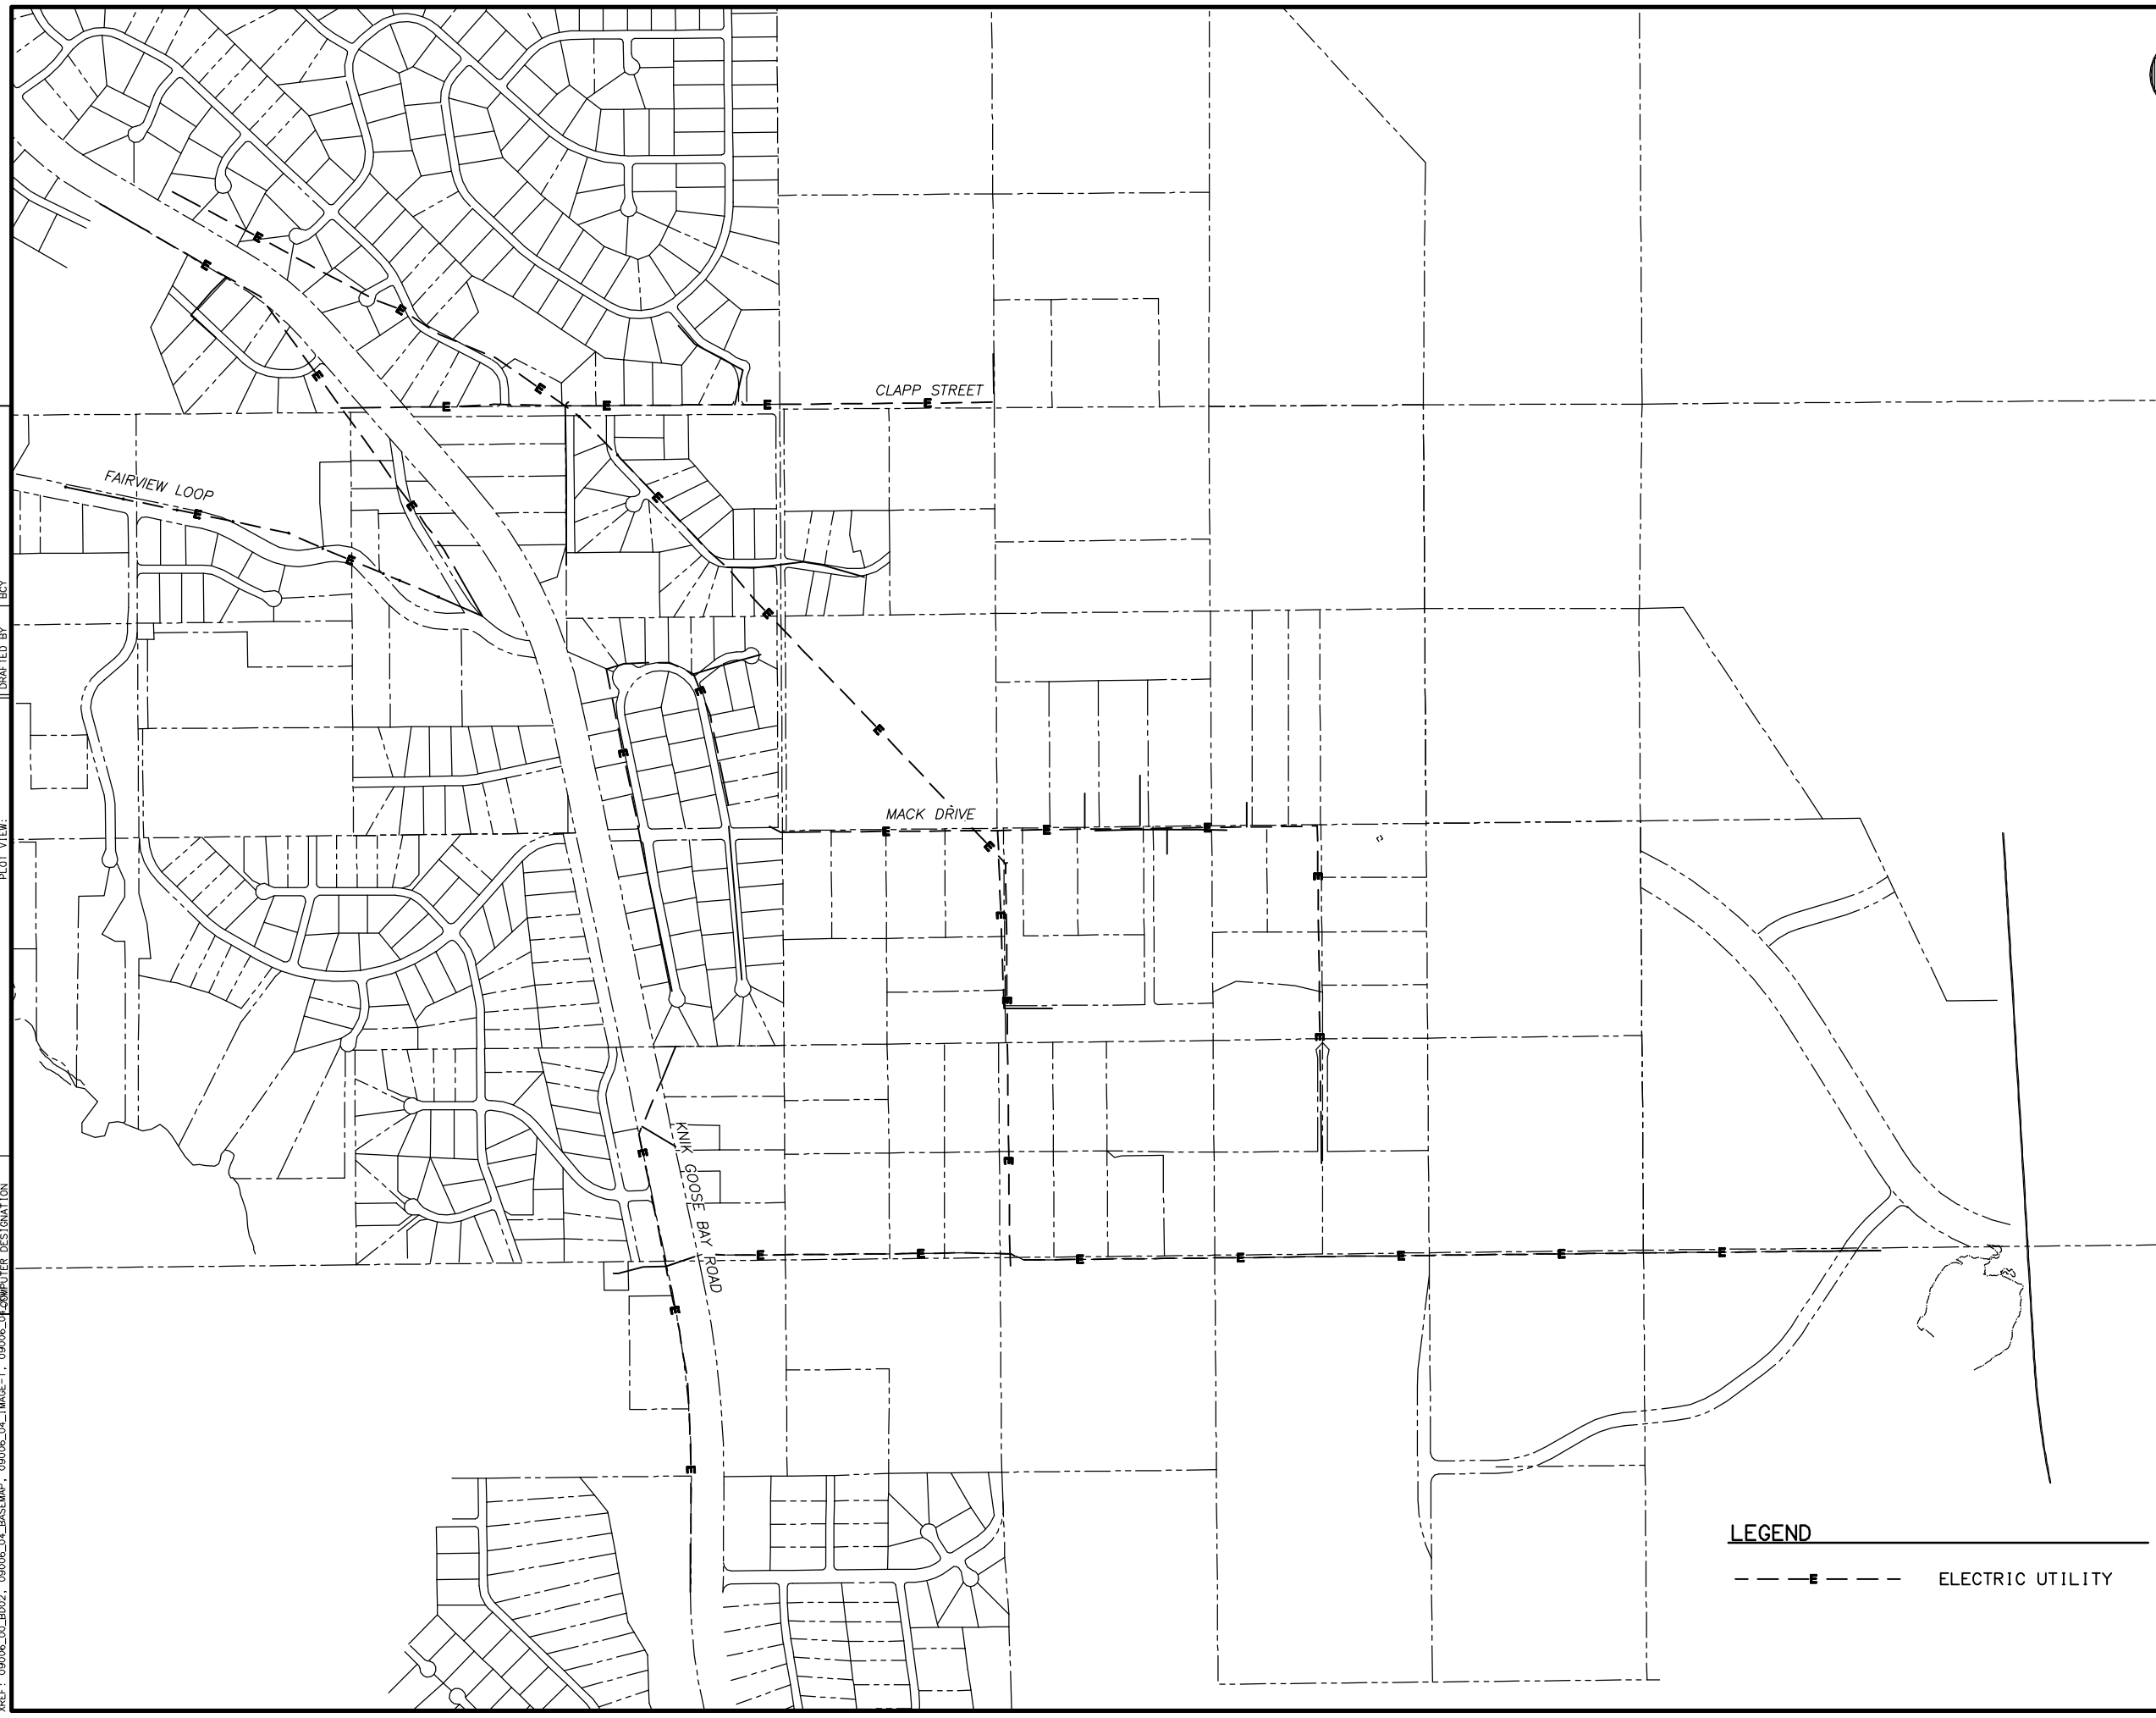 CLAPP STREET
FAIRVIEW LOOP
MACK DRIVE
KNIK GOOSE BAY ROAD
LEGEND
E ELECTRIC UTILITY
BCY
DRAFTED BY
PLOT VIEW:
COMPUTER DESIGNATION